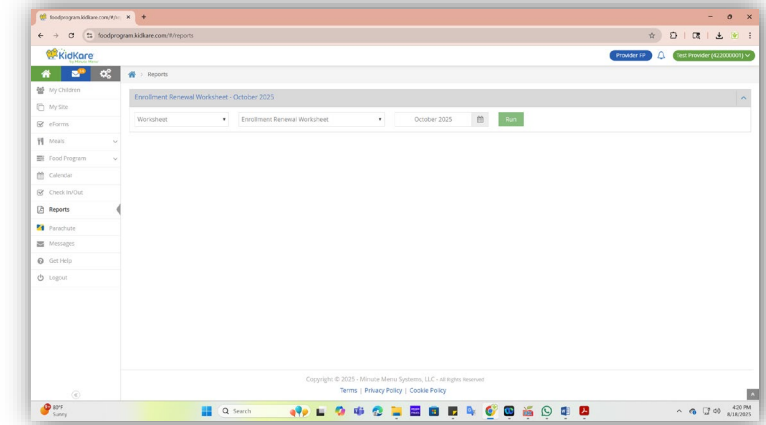 foodprogram.kidkare.com/#/re
foodprogram.kidkare.com/#/reports
KidKare
Provider FP
Test Provider (422000001)
Reports
My Children
My Site
eForms
Meals
Food Program
Calendar
Check In/Out
Reports
Parachute
Messages
Get Help
Logout
Enrollment Renewal Worksheet - October 2025
Worksheet
Enrollment Renewal Worksheet
October 2025
Run
Copyright © 2025 - Minute Menu Systems, LLC - All Rights Reserved
Terms | Privacy Policy | Cookie Policy
82°F
Sunny
Search
4:20 PM
8/18/2025